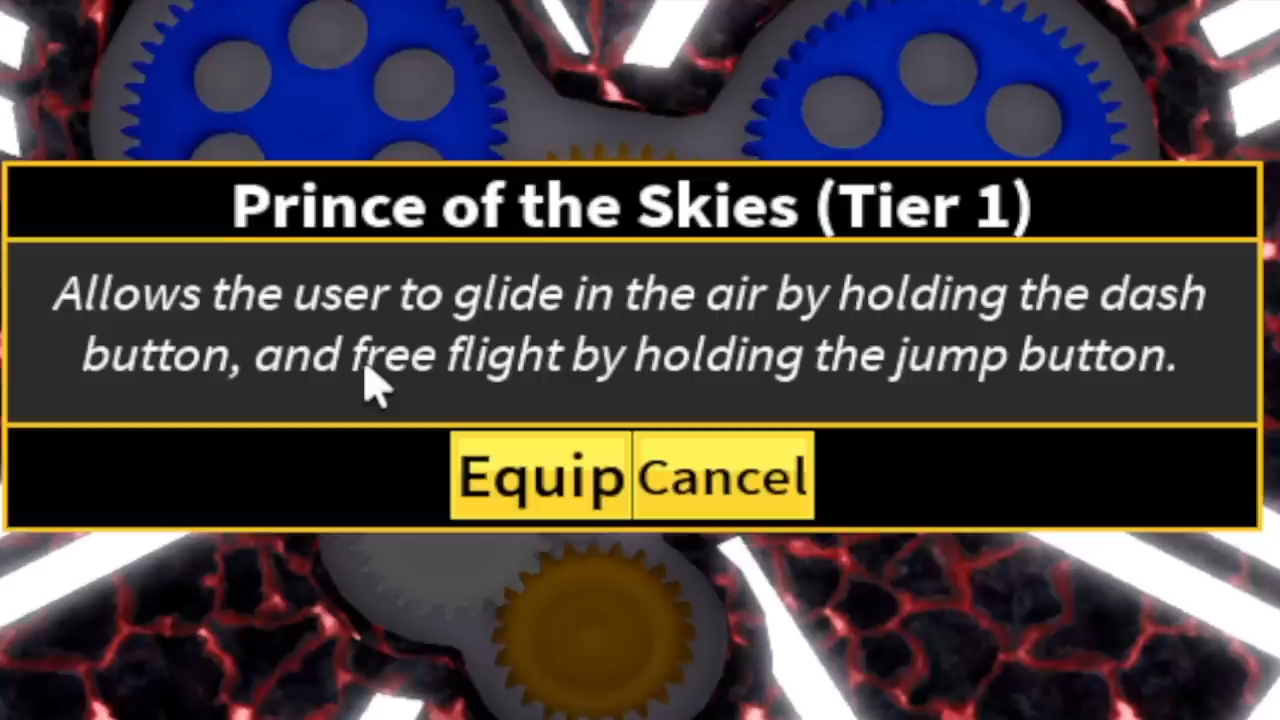 Prince of the Skies (Tier 1)
Allows the user to glide in the air by holding the dash
button, and free flight by holding the jump button.
Equip Cancel